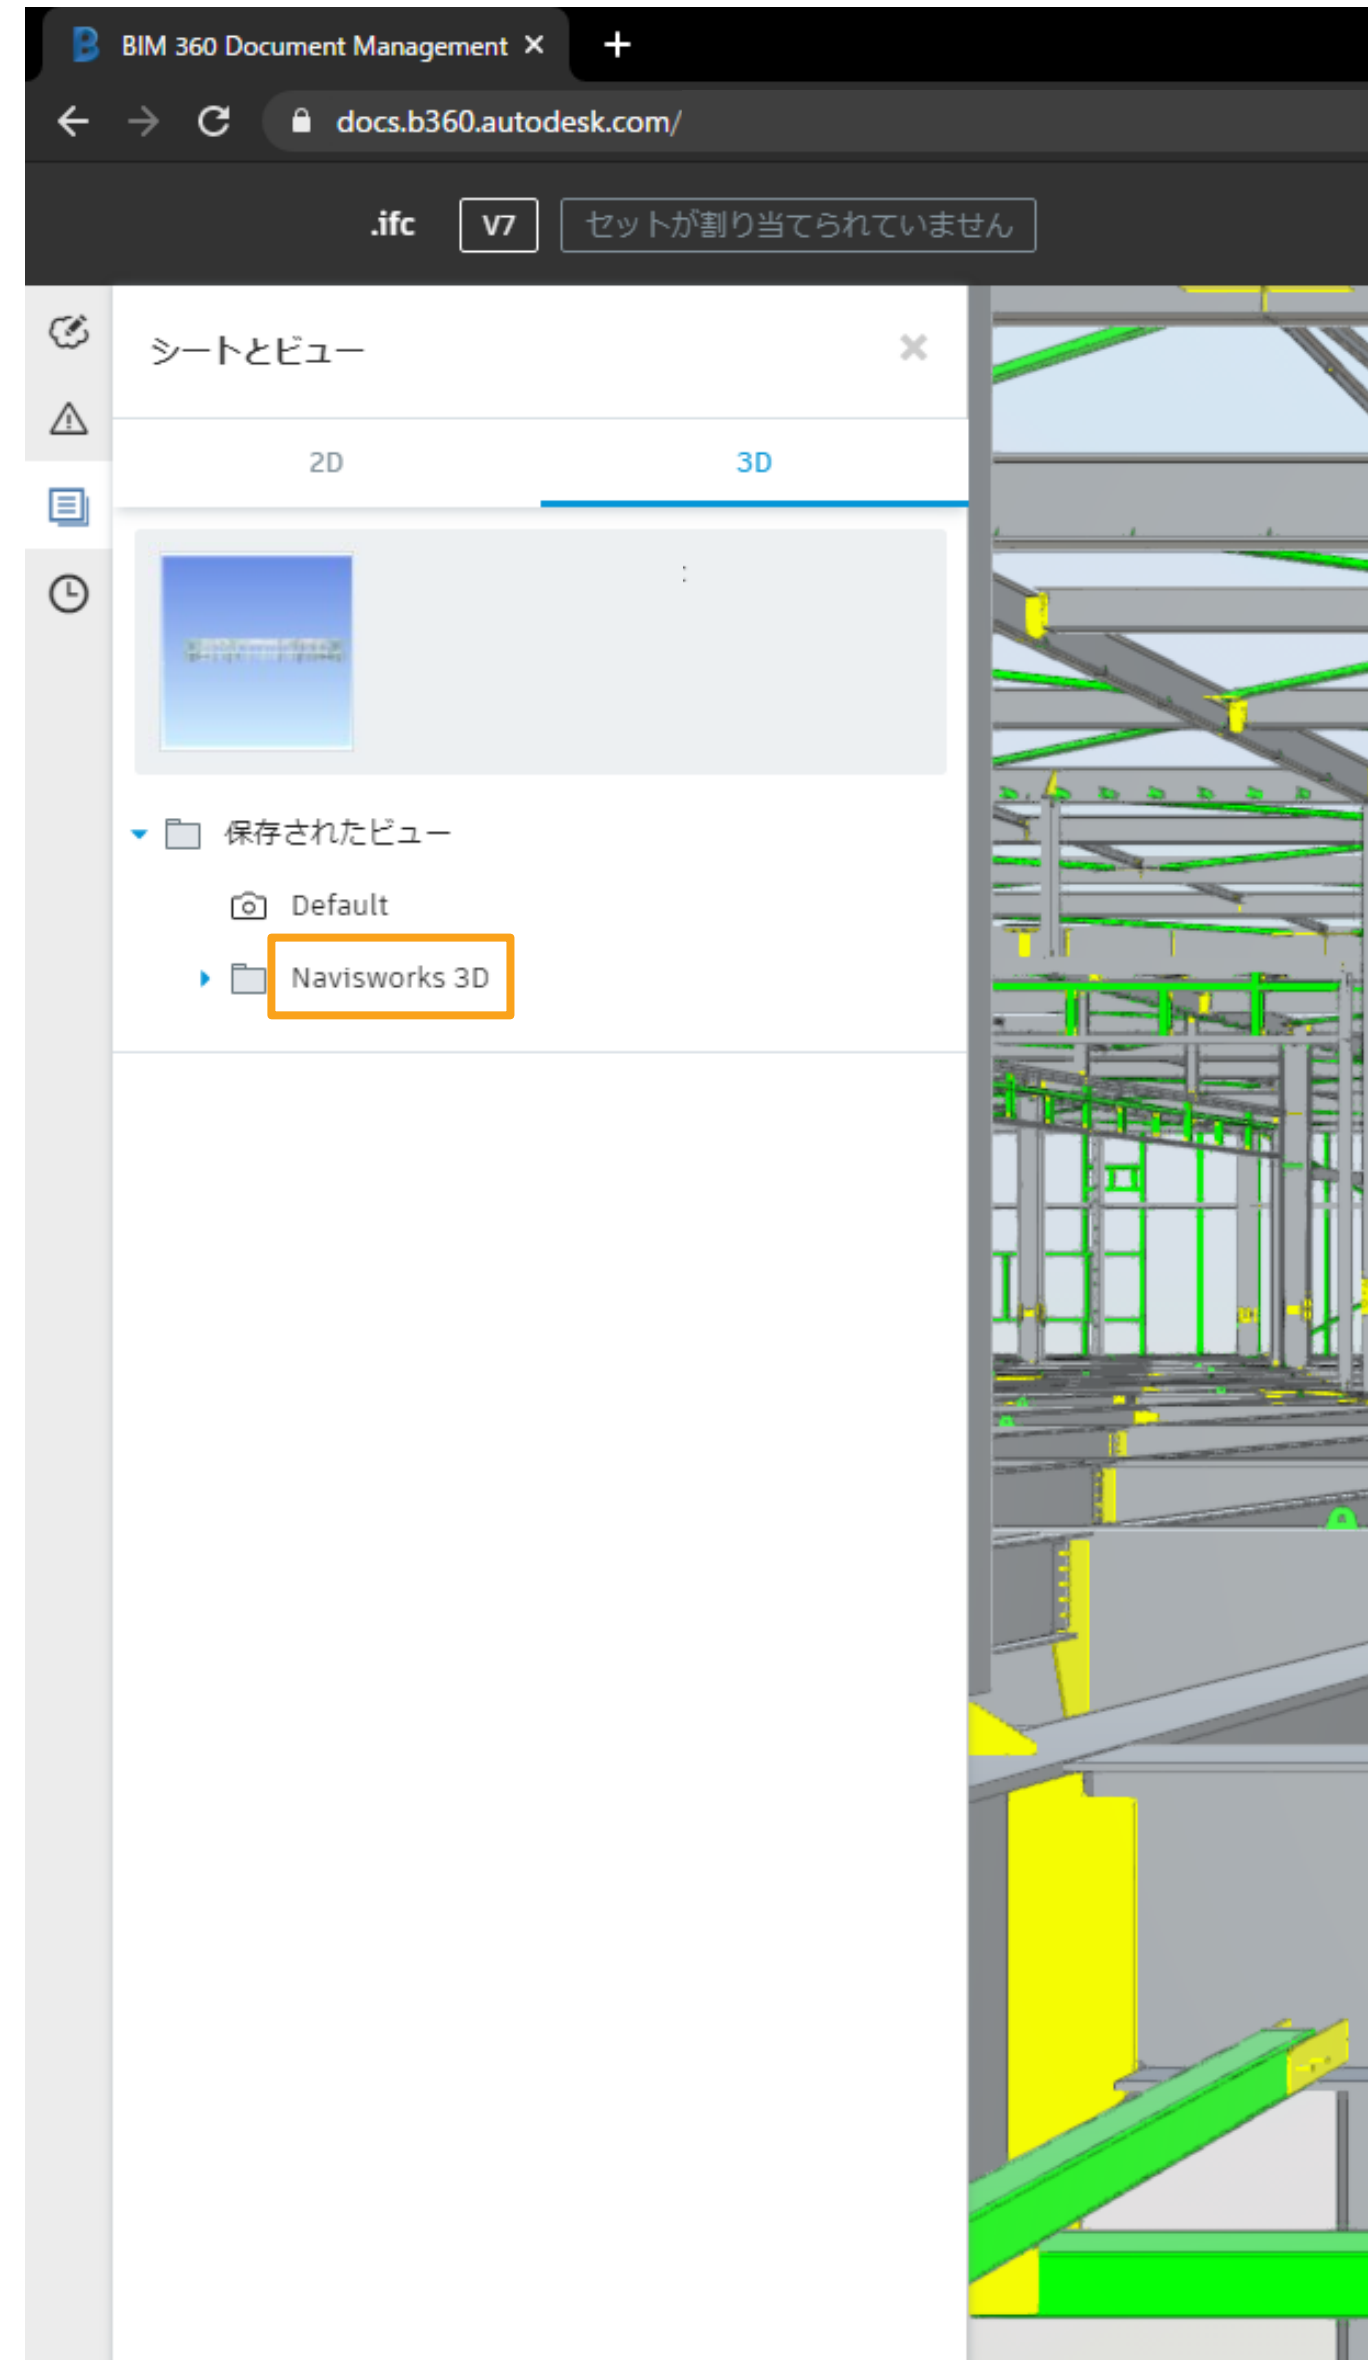 BIM 360 Document Management
docs.b360.autodesk.com/
.ifc V7 セットが割り当てられていません
シートとビュー
2D 3D
:
保存されたビュー
Default
Navisworks 3D